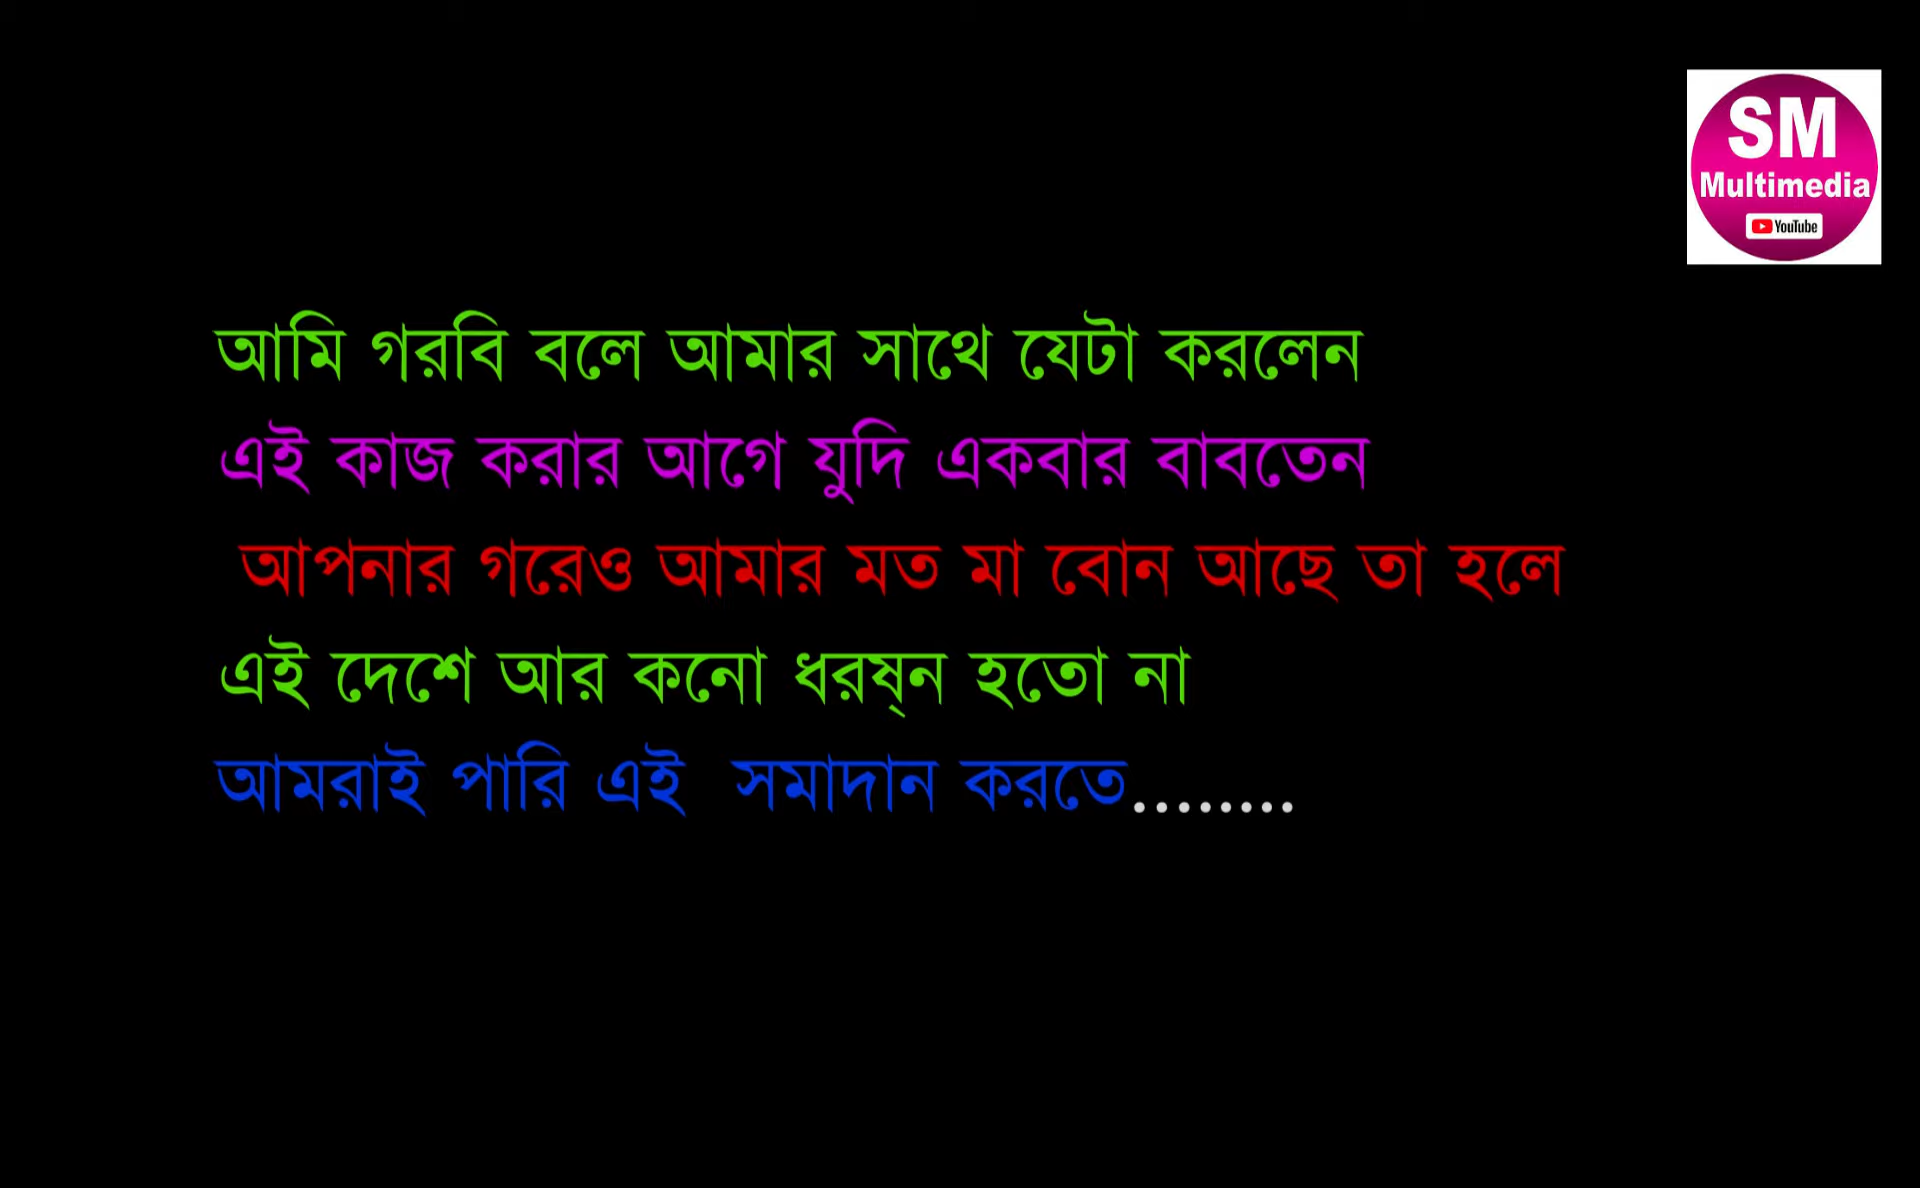 SM
Multimedia
YouTube
আমি গরবি বলে আমার সাথে যেটা করলেন
এই কাজ করার আগে যুদি একবার বাবতেন
আপনার গরেও আমার মত মা বোন আছে তা হলে
এই দেশে আর কনো ধরষ্ন হতো না
আমরাই পারি এই সমাদান করতে........